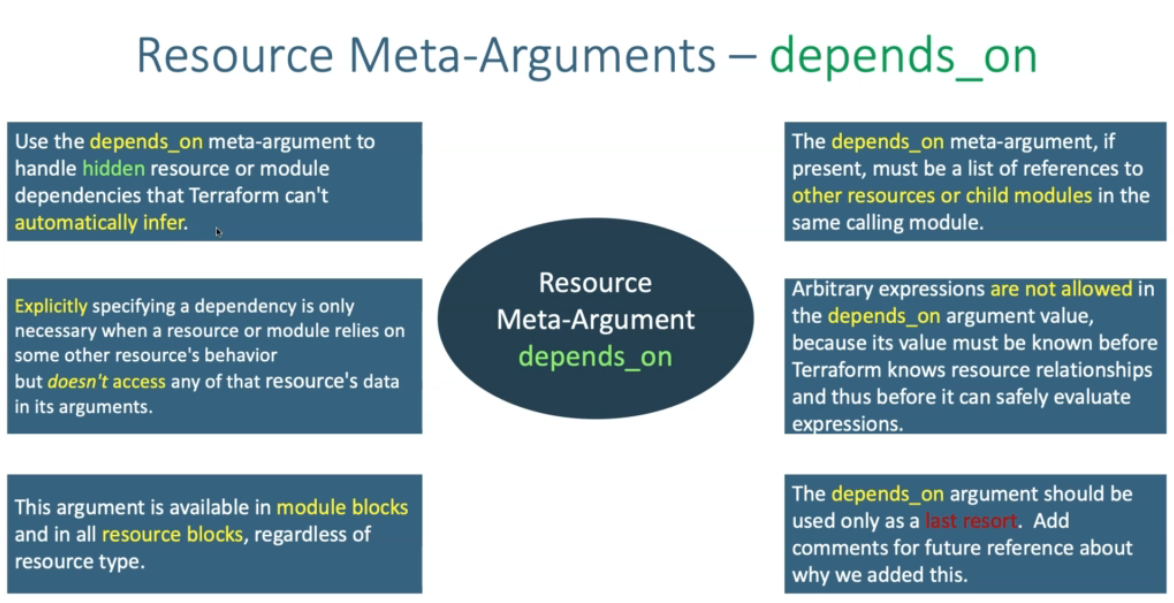 Resource Meta-Arguments – depends_on
Use the depends_on meta-argument to
handle hidden resource or module
dependencies that Terraform can't
automatically infer.
Explicitly specifying a dependency is only
necessary when a resource or module relies on
some other resource's behavior
but doesn't access any of that resource's data
in its arguments.
This argument is available in module blocks
and in all resource blocks, regardless of
resource type.
Resource
Meta-Argument
depends_on
The depends_on meta-argument, if
present, must be a list of references to
other resources or child modules in the
same calling module.
Arbitrary expressions are not allowed in
the depends_on argument value,
because its value must be known before
Terraform knows resource relationships
and thus before it can safely evaluate
expressions.
The depends_on argument should be
used only as a last resort. Add
comments for future reference about
why we added this.